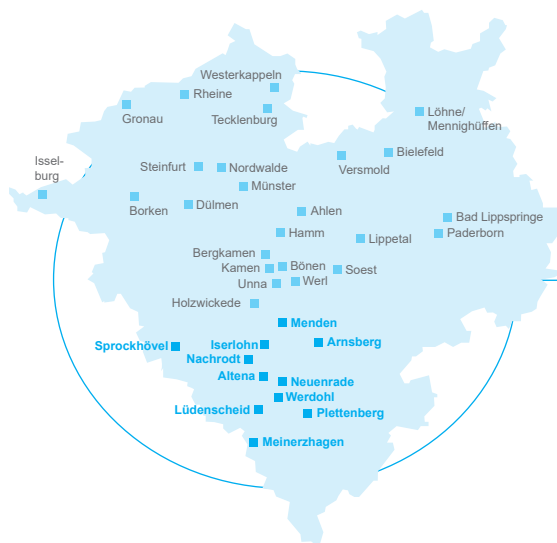 Westerkappeln
Rheine
Gronau
Tecklenburg
Löhne/
Mennighüffen
Bielefeld
Versmold
Issel-
burg
Steinfurt
Nordwalde
Münster
Borken
Dülmen
Ahlen
Bad Lippspringe
Paderborn
Hamm
Lippetal
Bergkamen
Kamen
Bönen
Soest
Unna
Werl
Holzwickede
Menden
Sprockhövel
Iserlohn
Arnsberg
Nachrodt
Altena
Neuenrade
Werdohl
Lüdenscheid
Plettenberg
Meinerzhagen